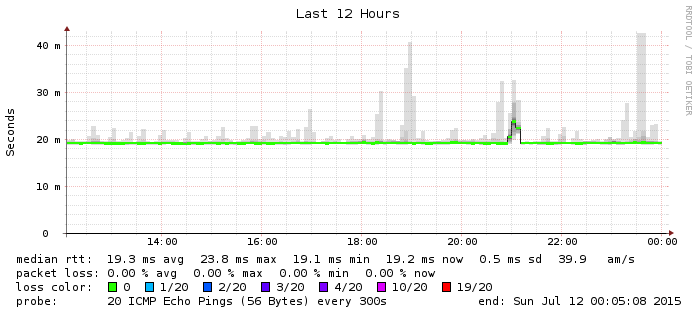 Last 12 Hours
RRDTOOL / TOBI OETIKER
Seconds
40 m
30 m
20 m
10 m
0
14:00 16:00 18:00 20:00 22:00 00:00
median rtt: 19.3 ms avg 23.8 ms max 19.1 ms min 19.2 ms now 0.5 ms sd 39.9 am/s
packet loss: 0.00 % avg 0.00 % max 0.00 % min 0.00 % now
loss color: 0 1/20 2/20 3/20 4/20 10/20 19/20
probe: 20 ICMP Echo Pings (56 Bytes) every 300s end: Sun Jul 12 00:05:08 2015